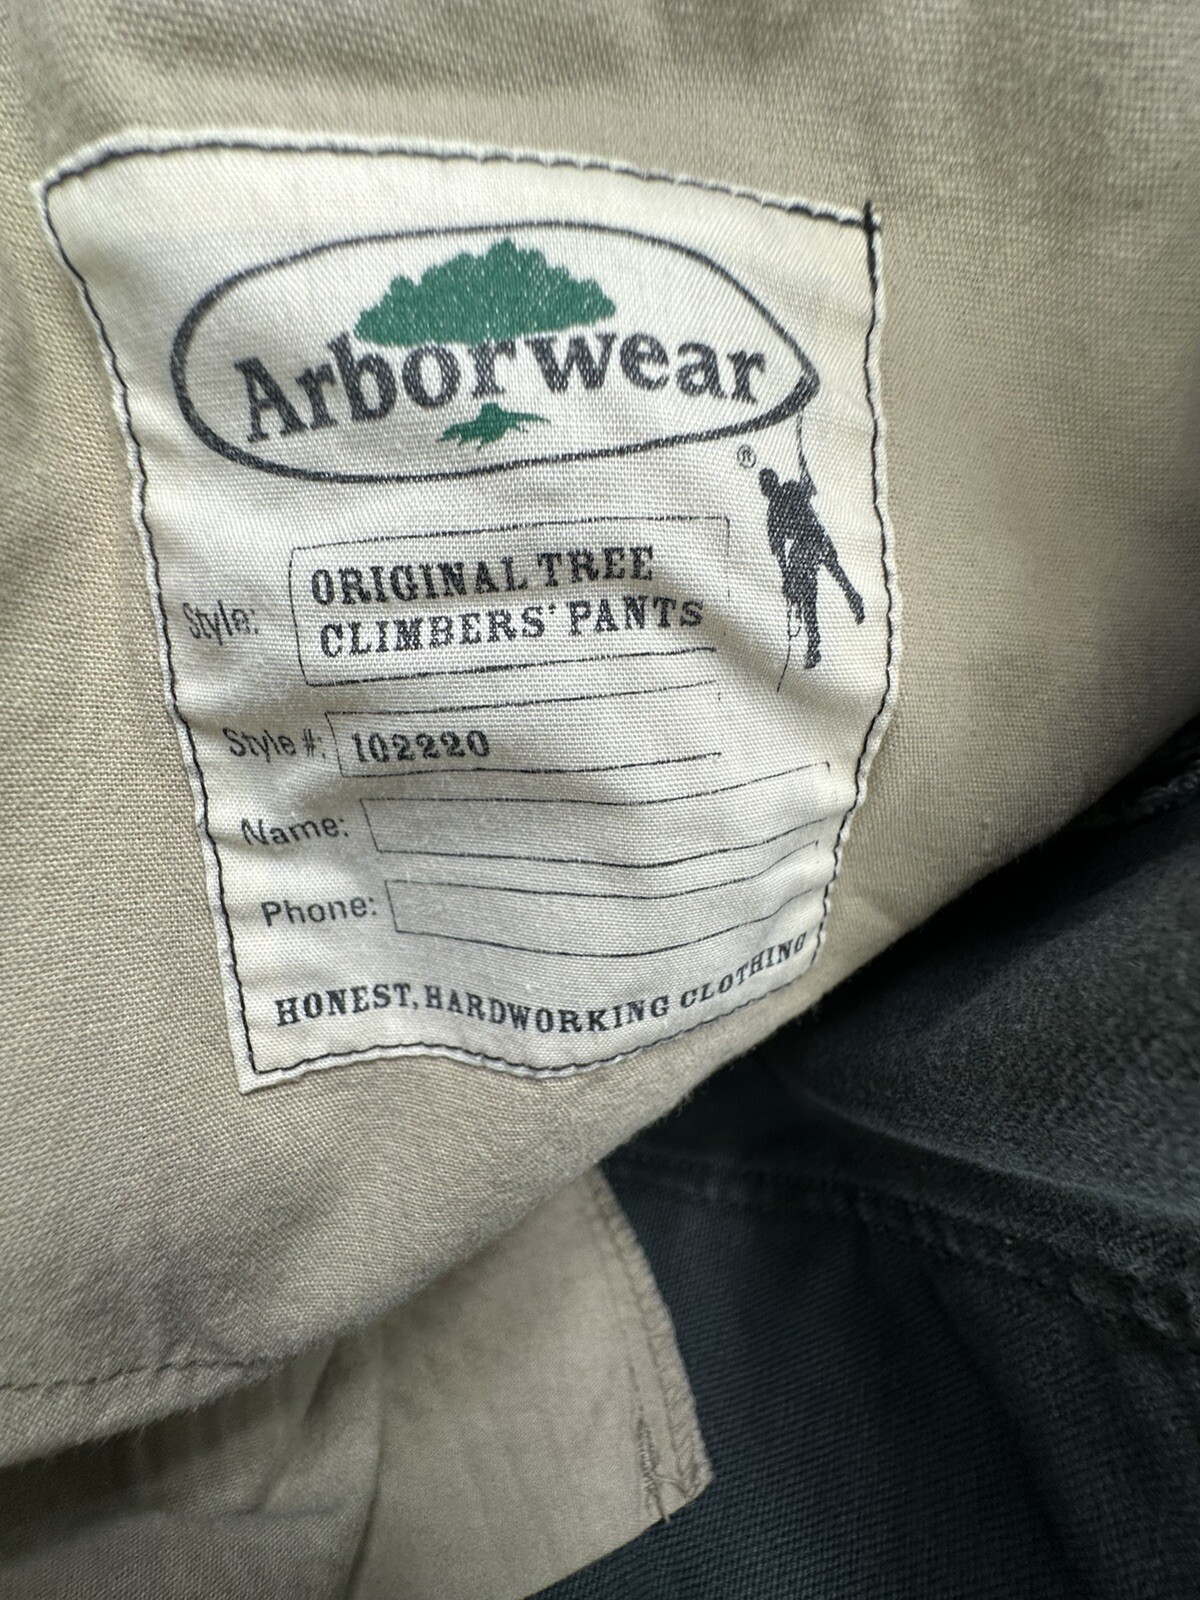 Arborwear
®
Style: ORIGINAL TREE
CLIMBERS' PANTS
Style #: 102220
Name:
Phone:
HONEST, HARDWORKING CLOTHING